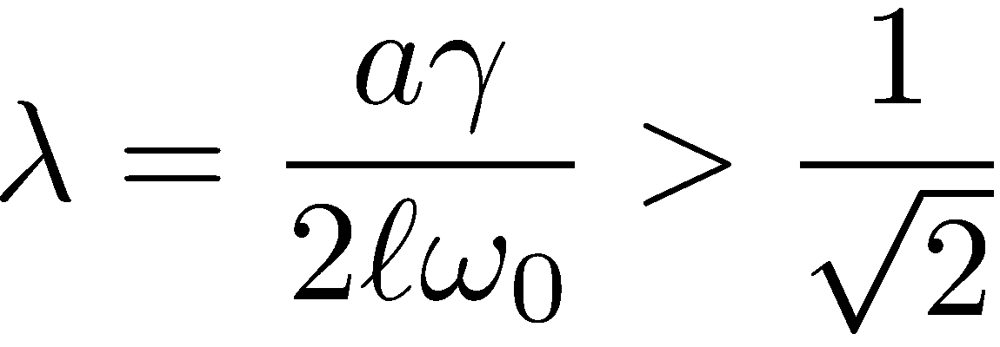 λ = aγ / 2ℓω₀ > 1 / √2